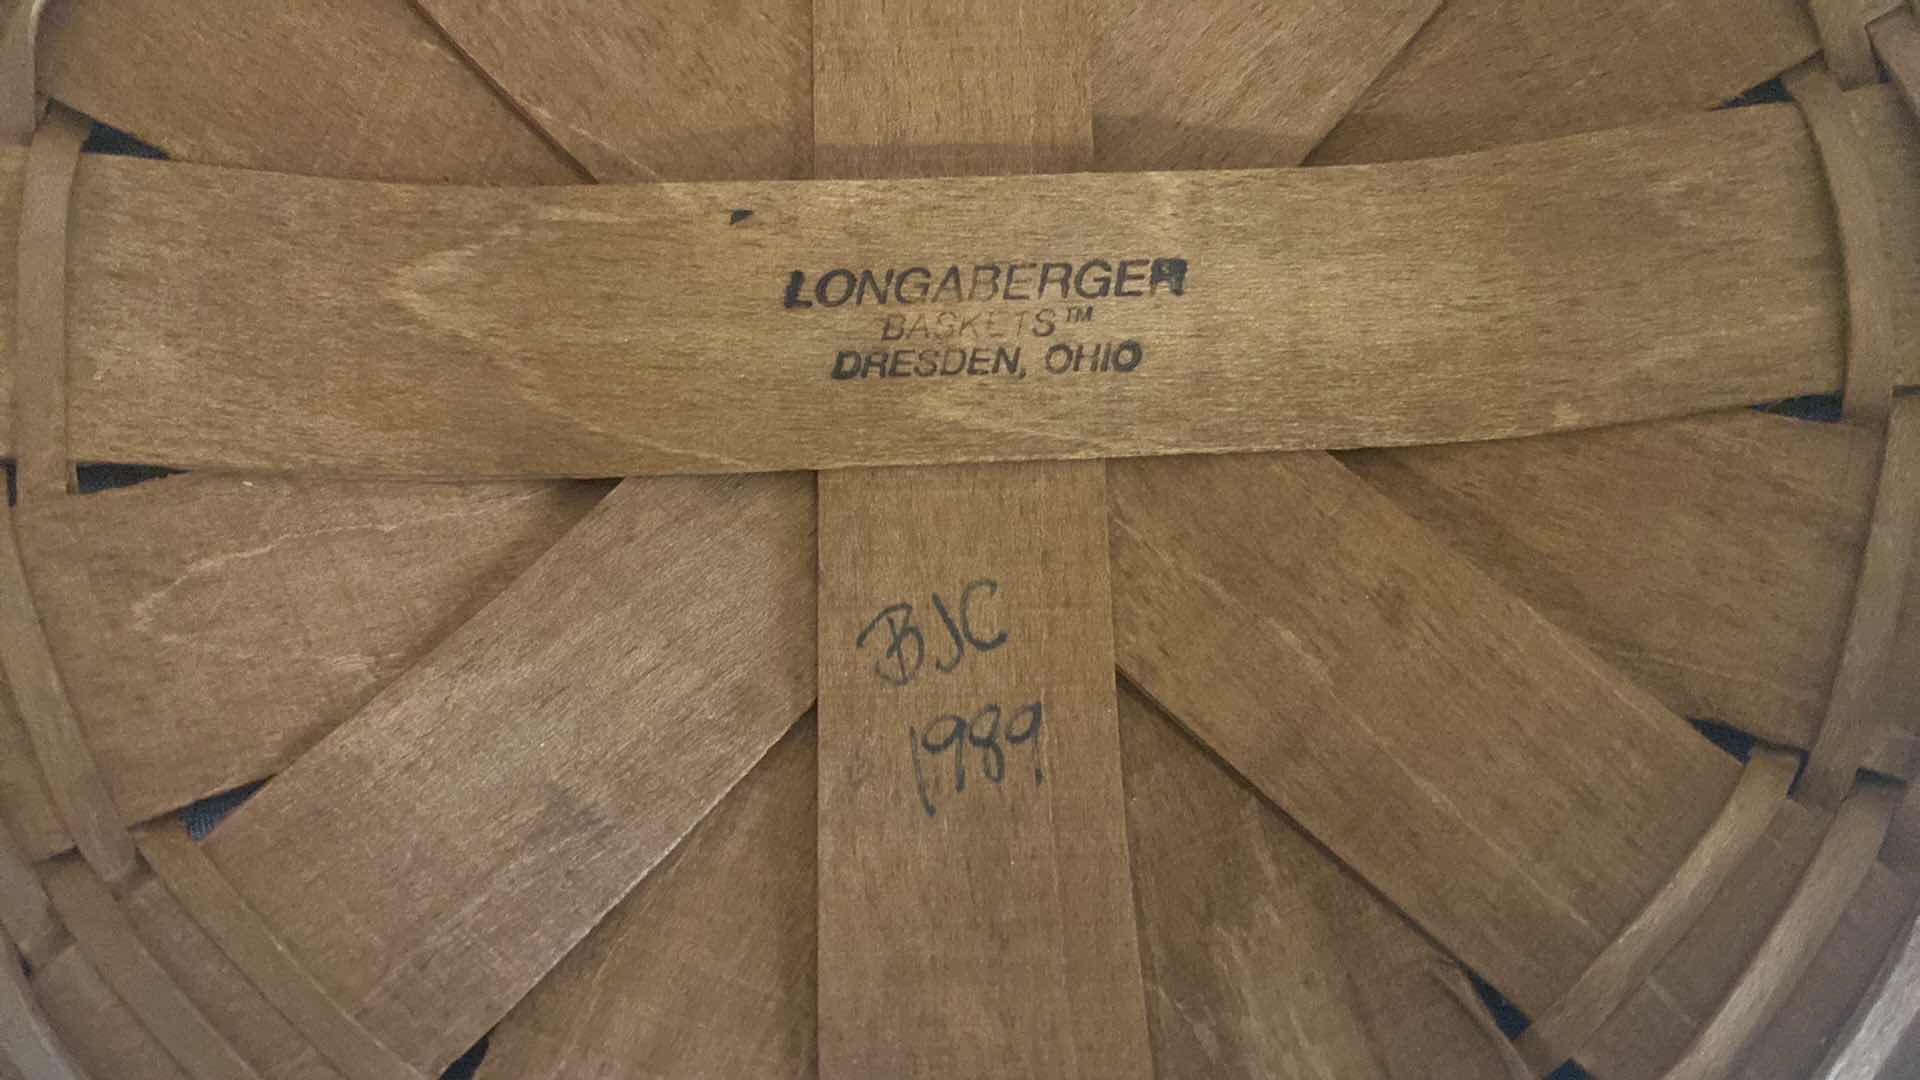 LONGABERGER
BASKETS™
DRESDEN, OHIO
BJC
1989